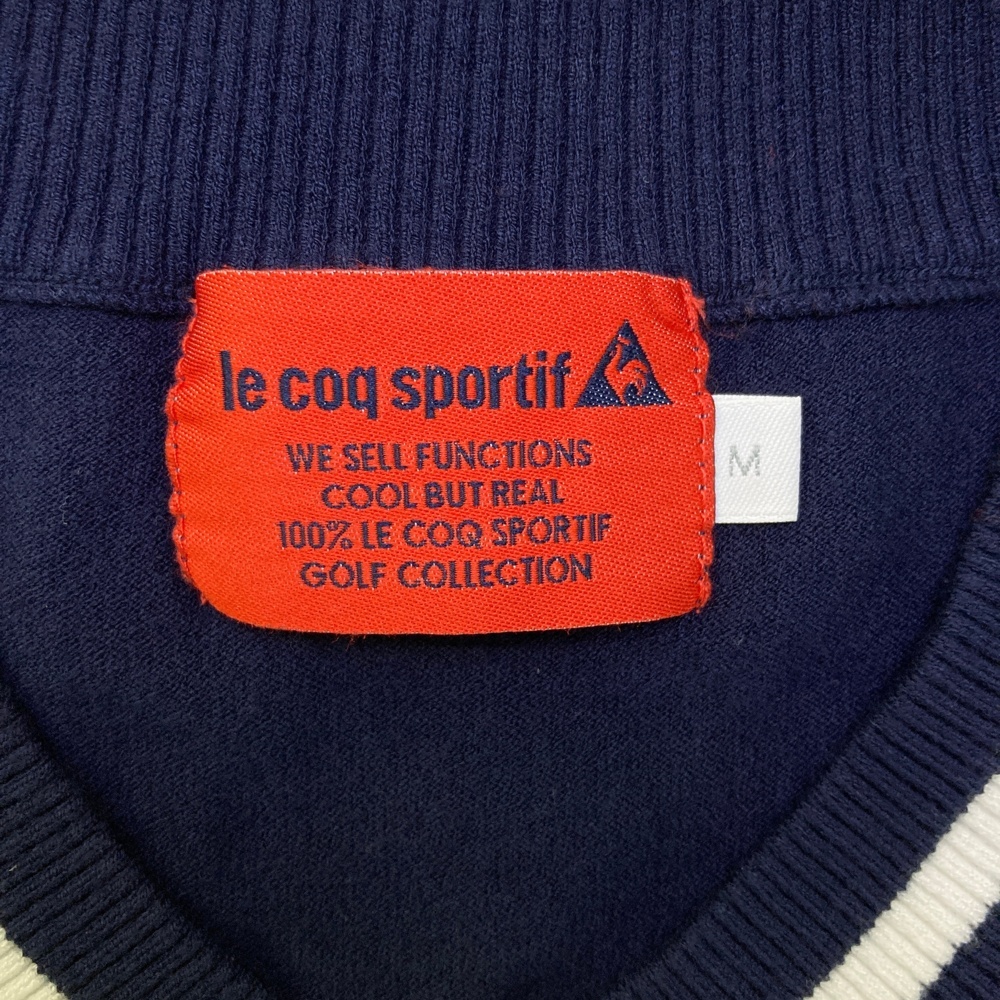 le coq sportif
WE SELL FUNCTIONS
COOL BUT REAL
100% LE COQ SPORTIF
GOLF COLLECTION
M